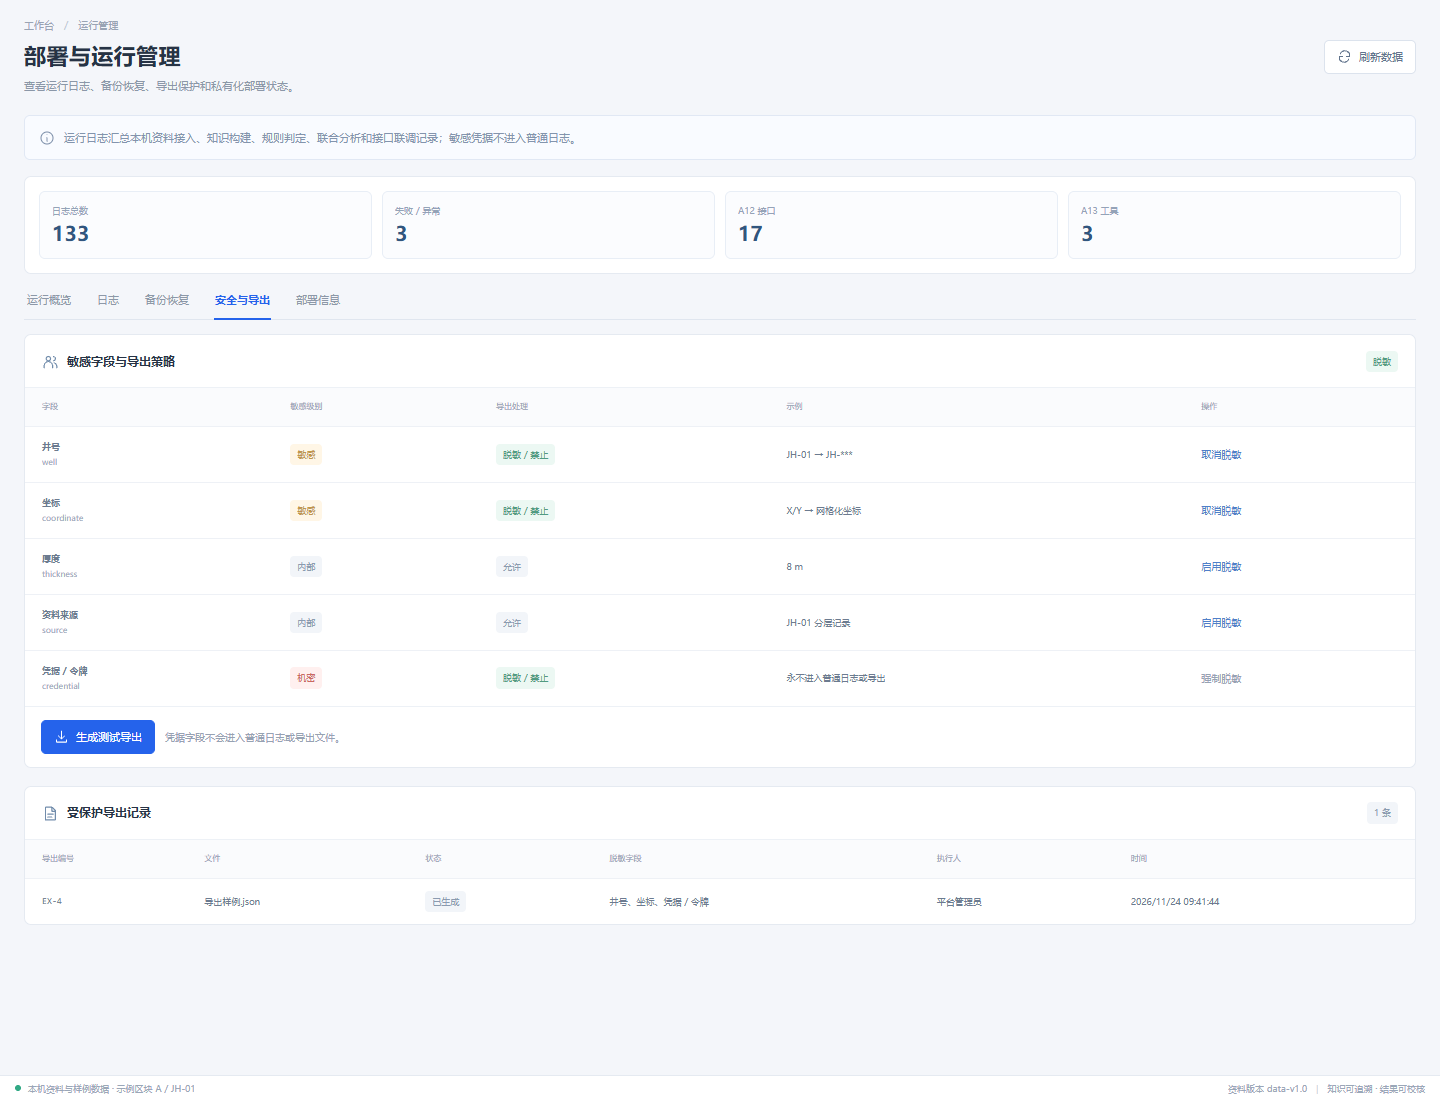 工作台 / 运行管理
部署与运行管理
刷新数据
查看运行日志、备份恢复、导出保护和私有化部署状态。
运行日志汇总本机资料接入、知识构建、规则判定、联合分析和接口联调记录；敏感凭据不进入普通日志。
日志总数 失败 / 异常 A12 接口 A13 工具
133 3 17 3
运行概览 日志 备份恢复 安全与导出 部署信息
敏感字段与导出策略 脱敏
字段 敏感级别 导出处理 示例 操作
井号
well
敏感 脱敏 / 禁止 JH-01 → JH-*** 取消脱敏
坐标
coordinate
敏感 脱敏 / 禁止 X/Y → 网格化坐标 取消脱敏
厚度
thickness
内部 允许 8 m 启用脱敏
资料来源
source
内部 允许 JH-01 分层记录 启用脱敏
凭据 / 令牌
credential
机密 脱敏 / 禁止 永不进入普通日志或导出 强制脱敏
生成测试导出 凭据字段不会进入普通日志或导出文件。
受保护导出记录 1 条
导出编号 文件 状态 脱敏字段 执行人 时间
EX-4 导出样例.json 已生成 井号、坐标、凭据 / 令牌 平台管理员 2026/11/24 09:41:44
本机资料与样例数据 · 示例区块 A / JH-01 资料版本 data-v1.0 | 知识可追溯 · 结果可校核